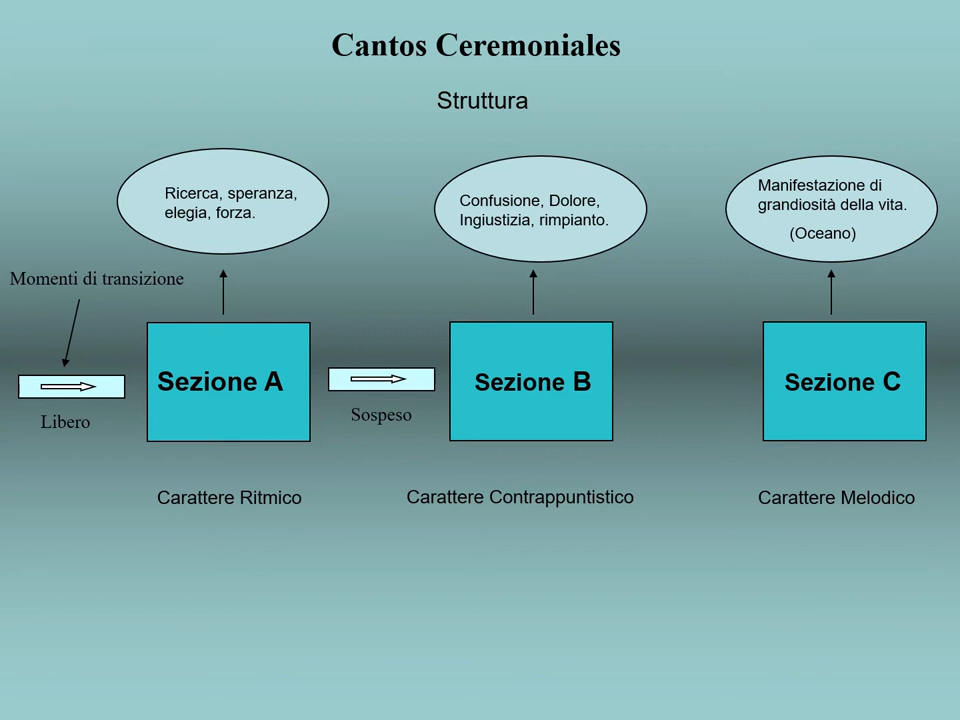 Cantos Ceremoniales
Struttura
Ricerca, speranza,
elegia, forza.
Confusione, Dolore,
Ingiustizia, rimpianto.
Manifestazione di
grandiosità della vita.
(Oceano)
Momenti di transizione
Libero
Sezione A
Sospeso
Sezione B
Sezione C
Carattere Ritmico
Carattere Contrappuntistico
Carattere Melodico